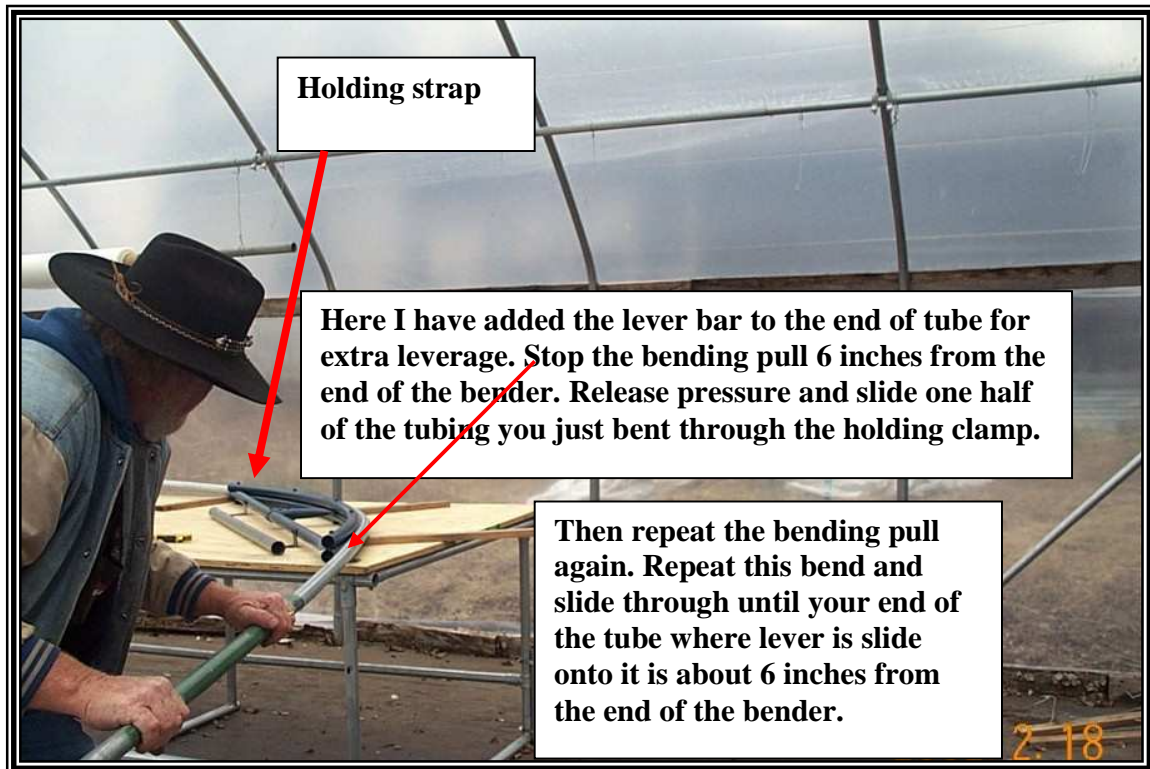 Holding strap
Here I have added the lever bar to the end of tube for
extra leverage. Stop the bending pull 6 inches from the
end of the bender. Release pressure and slide one half
of the tubing you just bent through the holding clamp.
Then repeat the bending pull
again. Repeat this bend and
slide through until your end of
the tube where lever is slide
onto it is about 6 inches from
the end of the bender.
2. 18